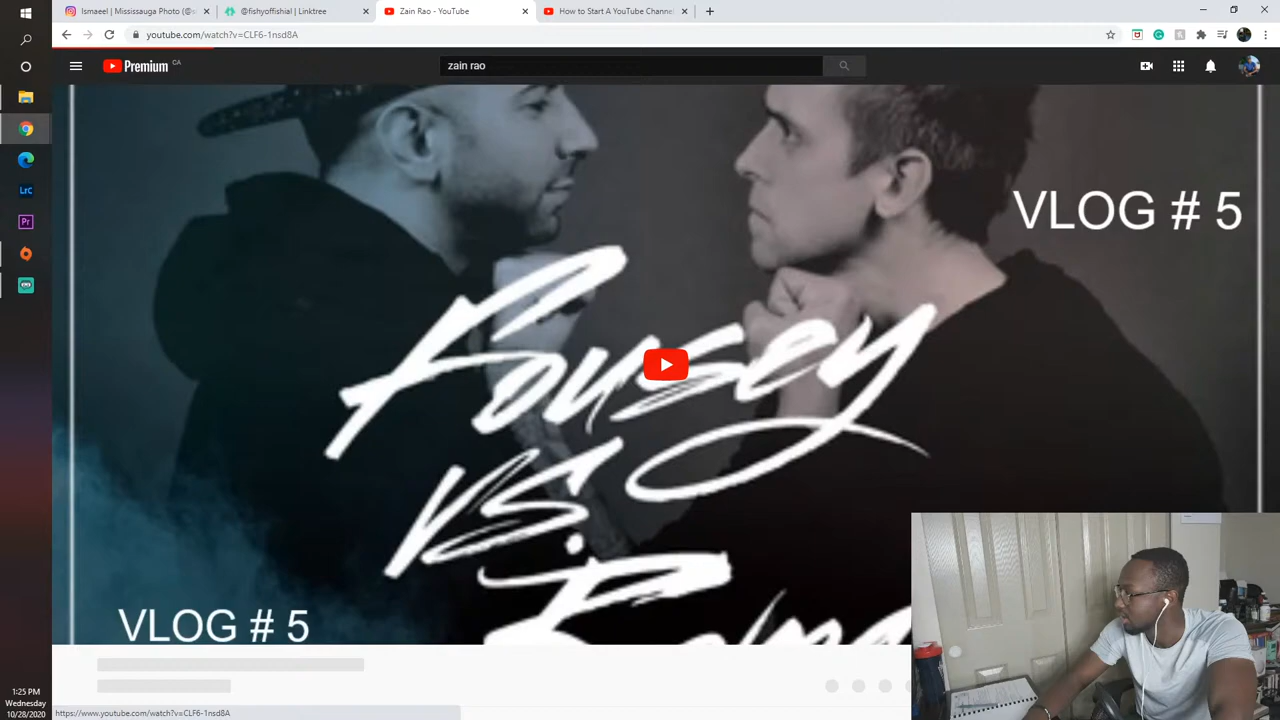 Ismaeel | Mississauga Photo (@s
@fishyoffishial | Linktree
Zain Rao - YouTube
How to Start A YouTube Channel
youtube.com/watch?v=CLF6-1nsd8A
Premium CA
zain rao
VLOG # 5
Fousey
vs.
VLOG # 5
LrC
Pr
1:25 PM
Wednesday
10/28/2020
https://www.youtube.com/watch?v=CLF6-1nsd8A